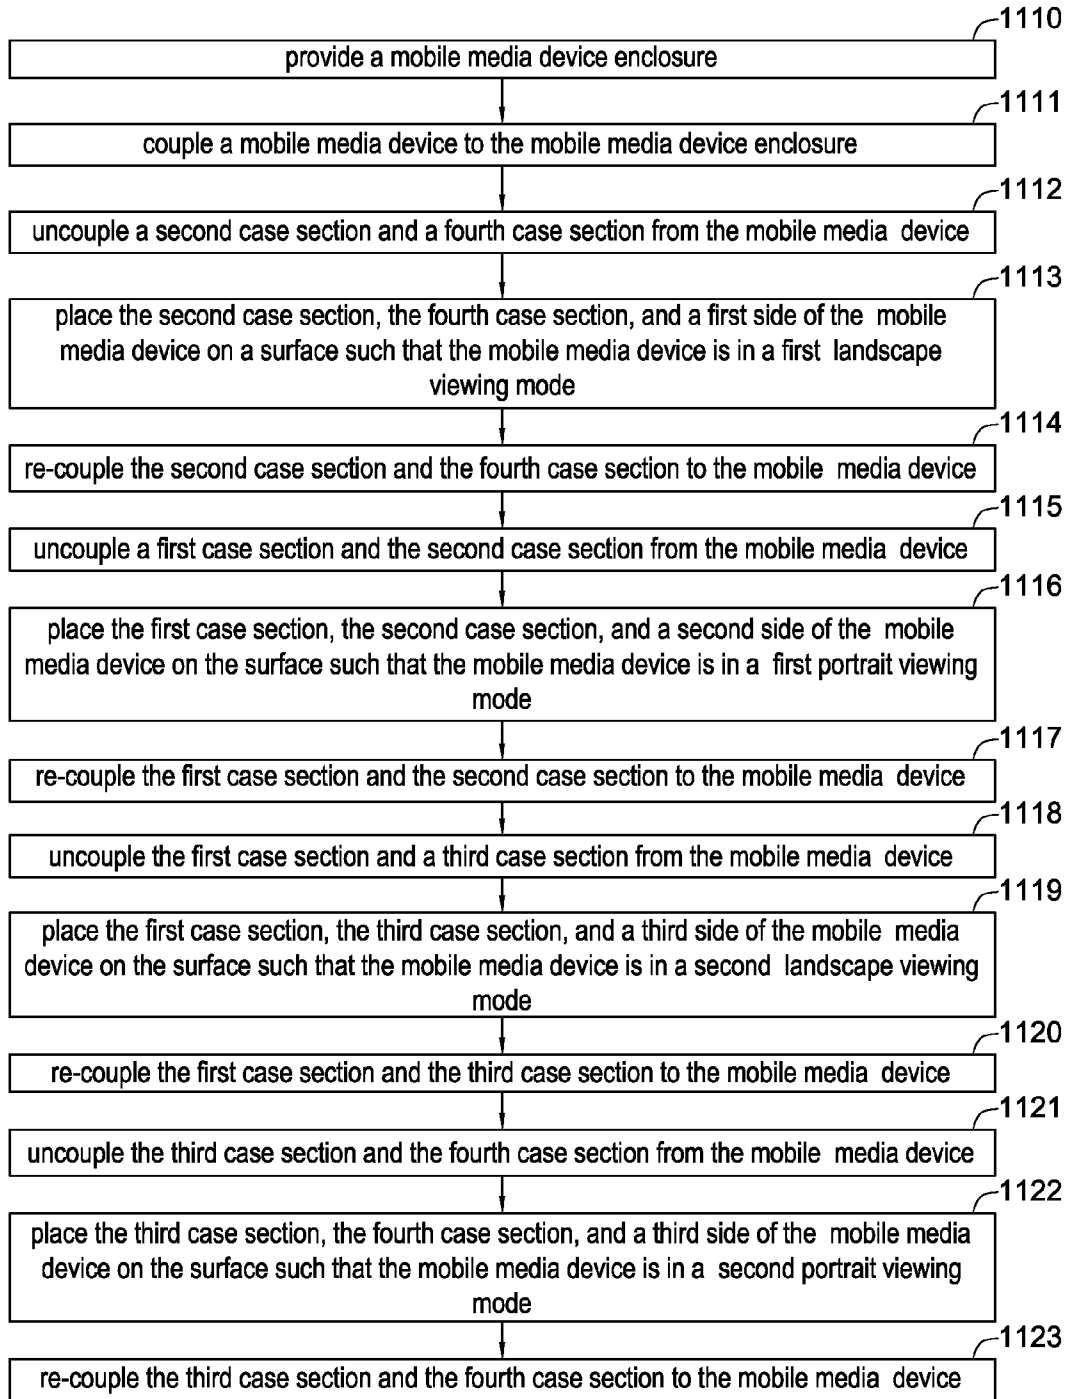 1110
provide a mobile media device enclosure
1111
couple a mobile media device to the mobile media device enclosure
1112
uncouple a second case section and a fourth case section from the mobile media device
1113
place the second case section, the fourth case section, and a first side of the mobile
media device on a surface such that the mobile media device is in a first landscape
viewing mode
1114
re-couple the second case section and the fourth case section to the mobile media device
1115
uncouple a first case section and the second case section from the mobile media device
1116
place the first case section, the second case section, and a second side of the mobile
media device on the surface such that the mobile media device is in a first portrait viewing
mode
1117
re-couple the first case section and the second case section to the mobile media device
1118
uncouple the first case section and a third case section from the mobile media device
1119
place the first case section, the third case section, and a third side of the mobile media
device on the surface such that the mobile media device is in a second landscape viewing
mode
1120
re-couple the first case section and the third case section to the mobile media device
1121
uncouple the third case section and the fourth case section from the mobile media device
1122
place the third case section, the fourth case section, and a third side of the mobile media
device on the surface such that the mobile media device is in a second portrait viewing
mode
1123
re-couple the third case section and the fourth case section to the mobile media device